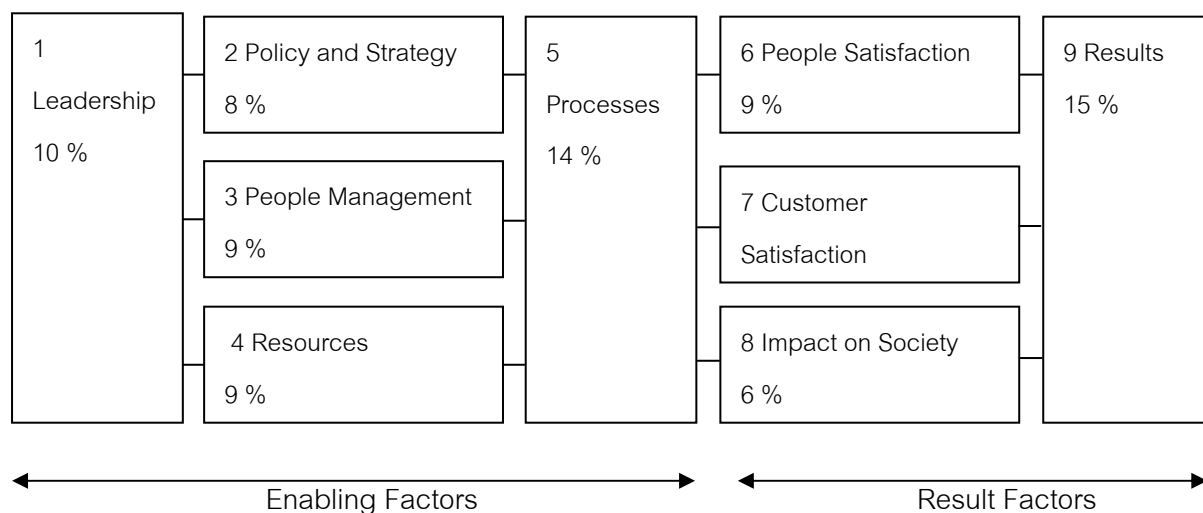 1
Leadership
10 %
2 Policy and Strategy
8 %
3 People Management
9 %
4 Resources
9 %
5
Processes
14 %
6 People Satisfaction
9 %
7 Customer
Satisfaction
8 Impact on Society
6 %
9 Results
15 %
Enabling Factors
Result Factors